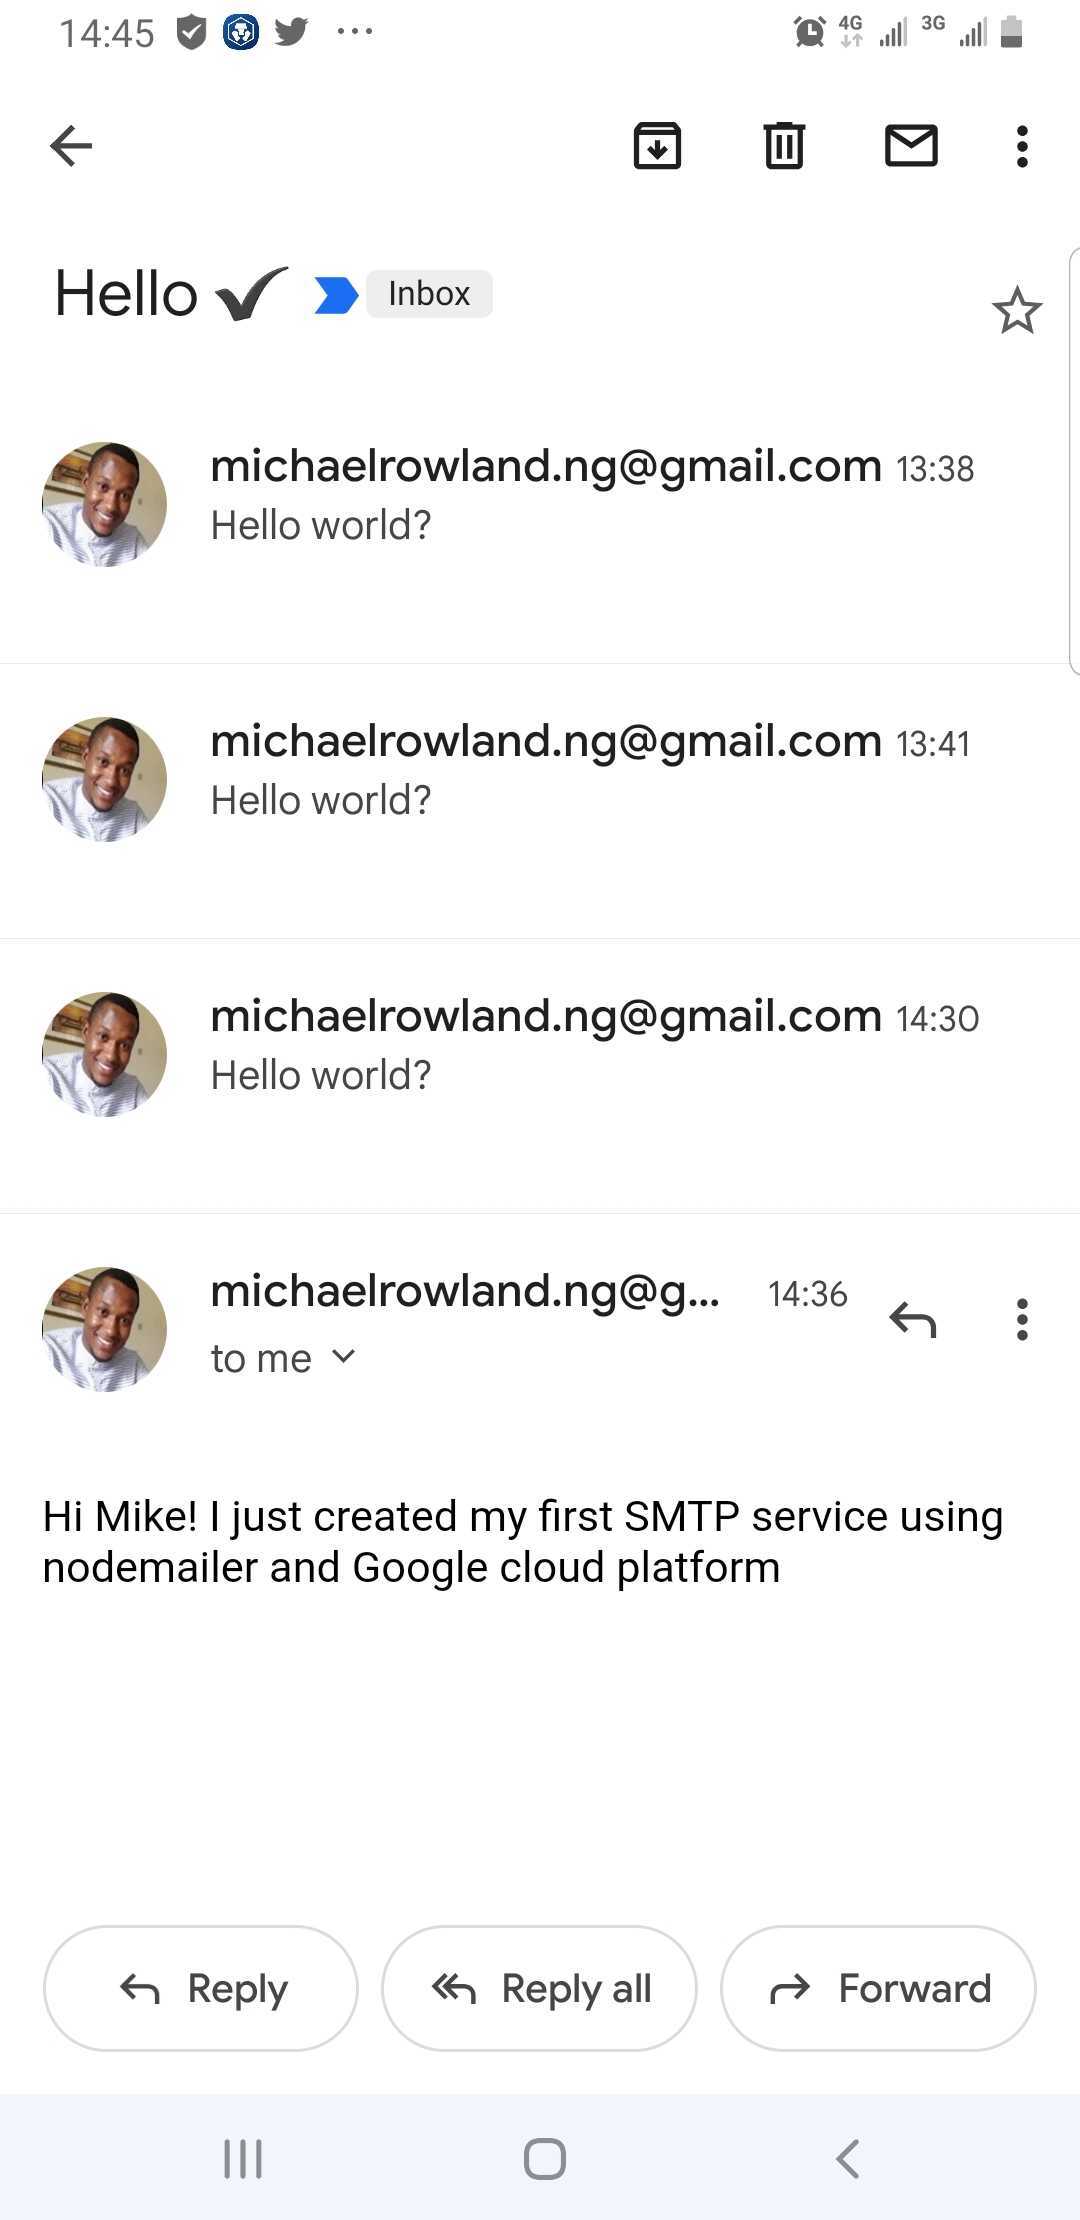 14:45 4G 3G
Hello ✔ Inbox
michaelrowland.ng@gmail.com 13:38
Hello world?
michaelrowland.ng@gmail.com 13:41
Hello world?
michaelrowland.ng@gmail.com 14:30
Hello world?
michaelrowland.ng@g... 14:36
to me
Hi Mike! I just created my first SMTP service using
nodemailer and Google cloud platform
Reply Reply all Forward